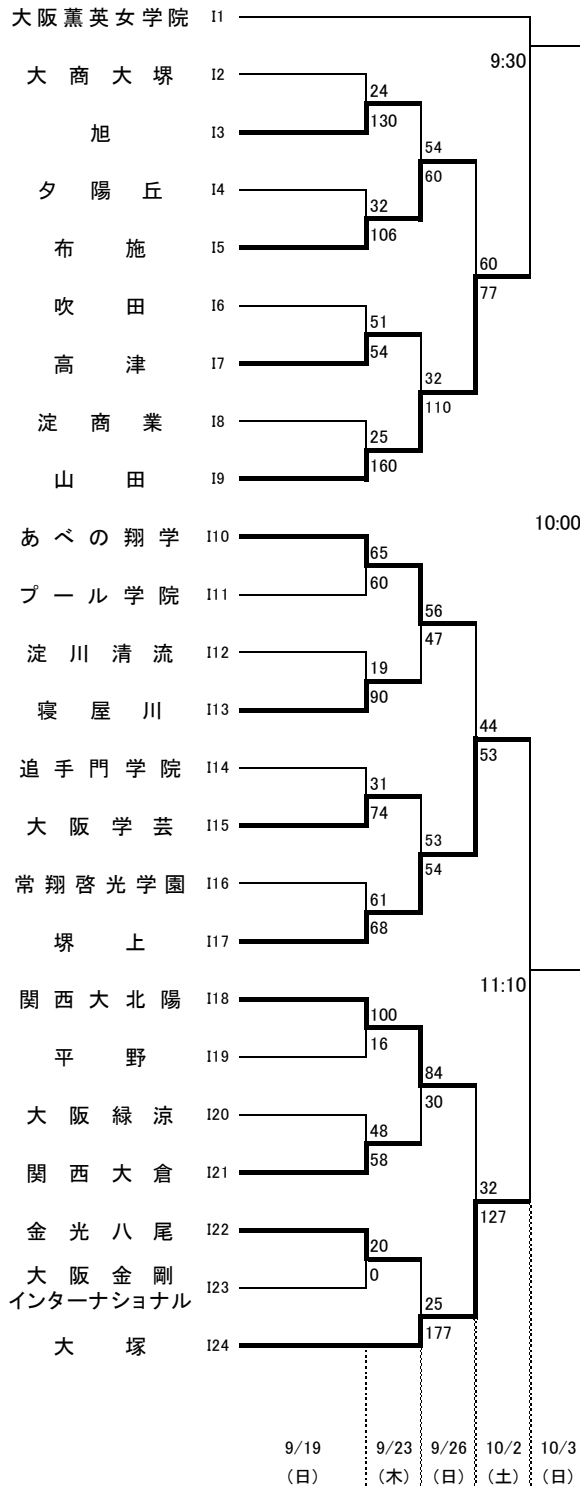 大阪薫英女学院 I1
9:30
大商大堺 I2
24
旭 I3
130
54
60
夕陽丘 I4
32
布施 I5
106
60
77
吹田 I6
51
高津 I7
54
32
110
淀商業 I8
25
山田 I9
160
10:00
あべの翔学 I10
65
プール学院 I11
60
56
47
淀川清流 I12
19
寝屋川 I13
90
44
53
追手門学院 I14
31
大阪学芸 I15
74
53
54
常翔啓光学園 I16
61
堺上 I17
68
11:10
関西大北陽 I18
100
平野 I19
16
84
30
大阪緑涼 I20
48
関西大倉 I21
58
32
127
金光八尾 I22
20
大阪金剛
インターナショナル I23
0
25
177
大塚 I24
9/19 9/23 9/26 10/2 10/3
（日） （木） （日） （土） （日）